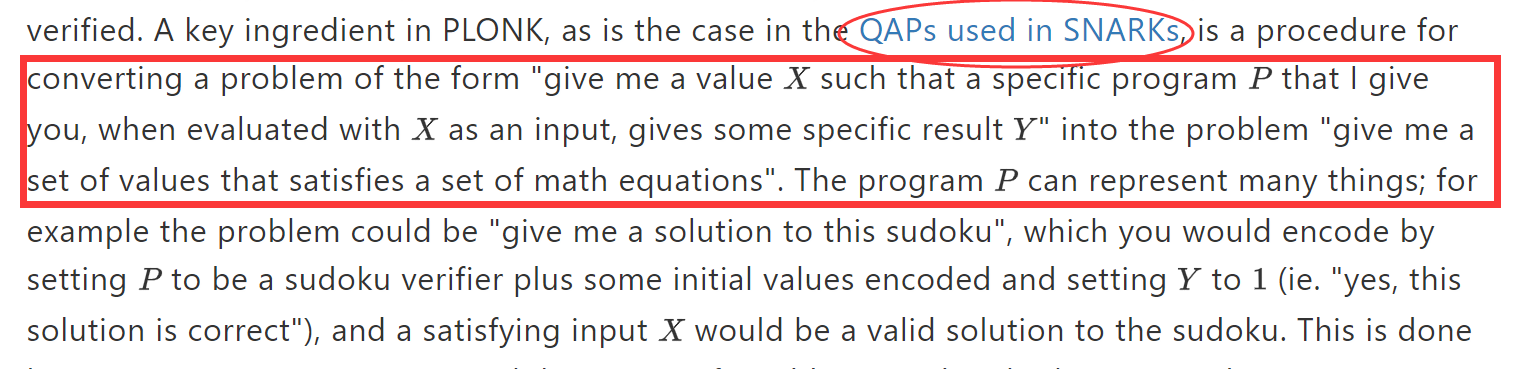 verified. A key ingredient in PLONK, as is the case in the QAPs used in SNARKs, is a procedure for
converting a problem of the form "give me a value X such that a specific program P that I give
you, when evaluated with X as an input, gives some specific result Y" into the problem "give me a
set of values that satisfies a set of math equations". The program P can represent many things; for
example the problem could be "give me a solution to this sudoku", which you would encode by
setting P to be a sudoku verifier plus some initial values encoded and setting Y to 1 (ie. "yes, this
solution is correct"), and a satisfying input X would be a valid solution to the sudoku. This is done